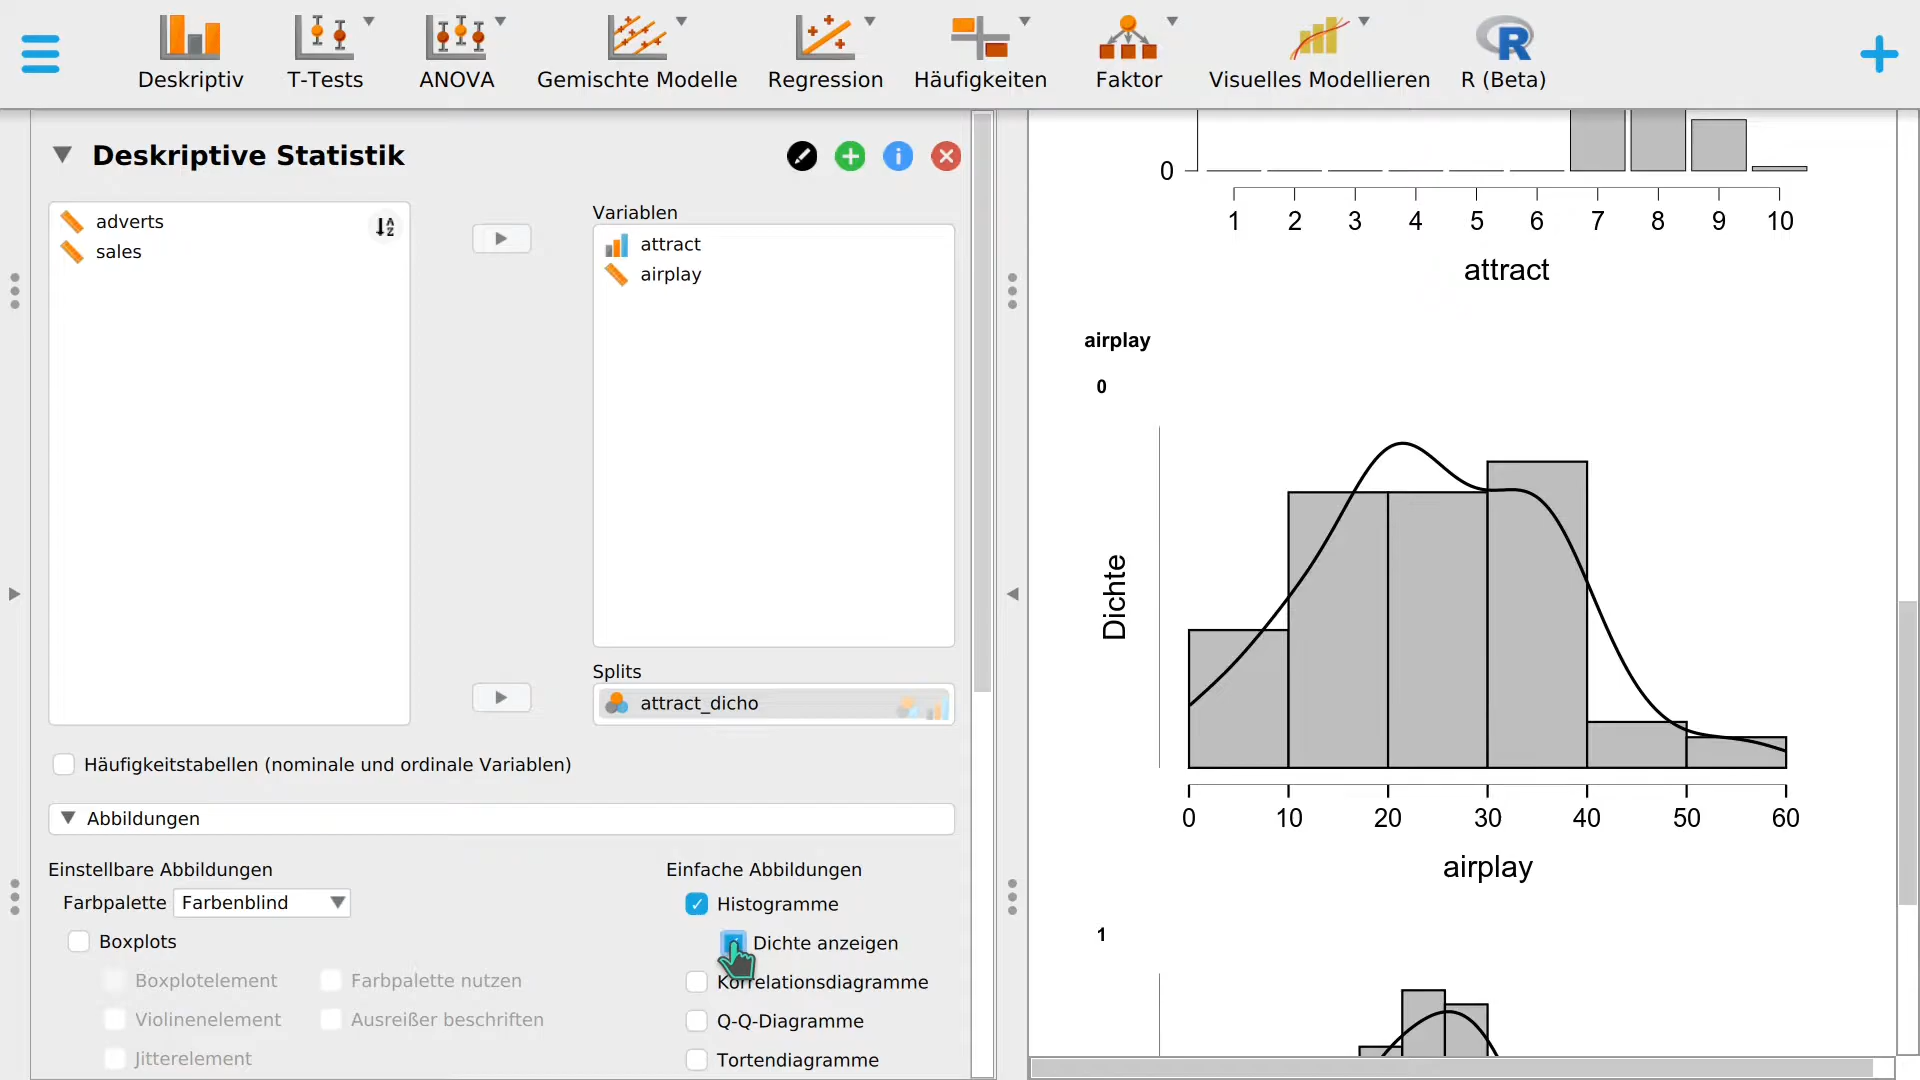 Deskriptiv
T-Tests
ANOVA
Gemischte Modelle
Regression
Häufigkeiten
Faktor
Visuelles Modellieren
R (Beta)
Deskriptive Statistik
adverts
sales
Variablen
attract
airplay
Splits
attract_dicho
Häufigkeitstabellen (nominale und ordinale Variablen)
Abbildungen
Einstellbare Abbildungen
Farbpalette Farbenblind
Boxplots
Boxplotelement
Farbpalette nutzen
Violinenelement
Ausreißer beschriften
Jitterelement
Einfache Abbildungen
Histogramme
Dichte anzeigen
Korrelationsdiagramme
Q-Q-Diagramme
Tortendiagramme
0
1 2 3 4 5 6 7 8 9 10
attract
airplay
0
Dichte
0 10 20 30 40 50 60
airplay
1